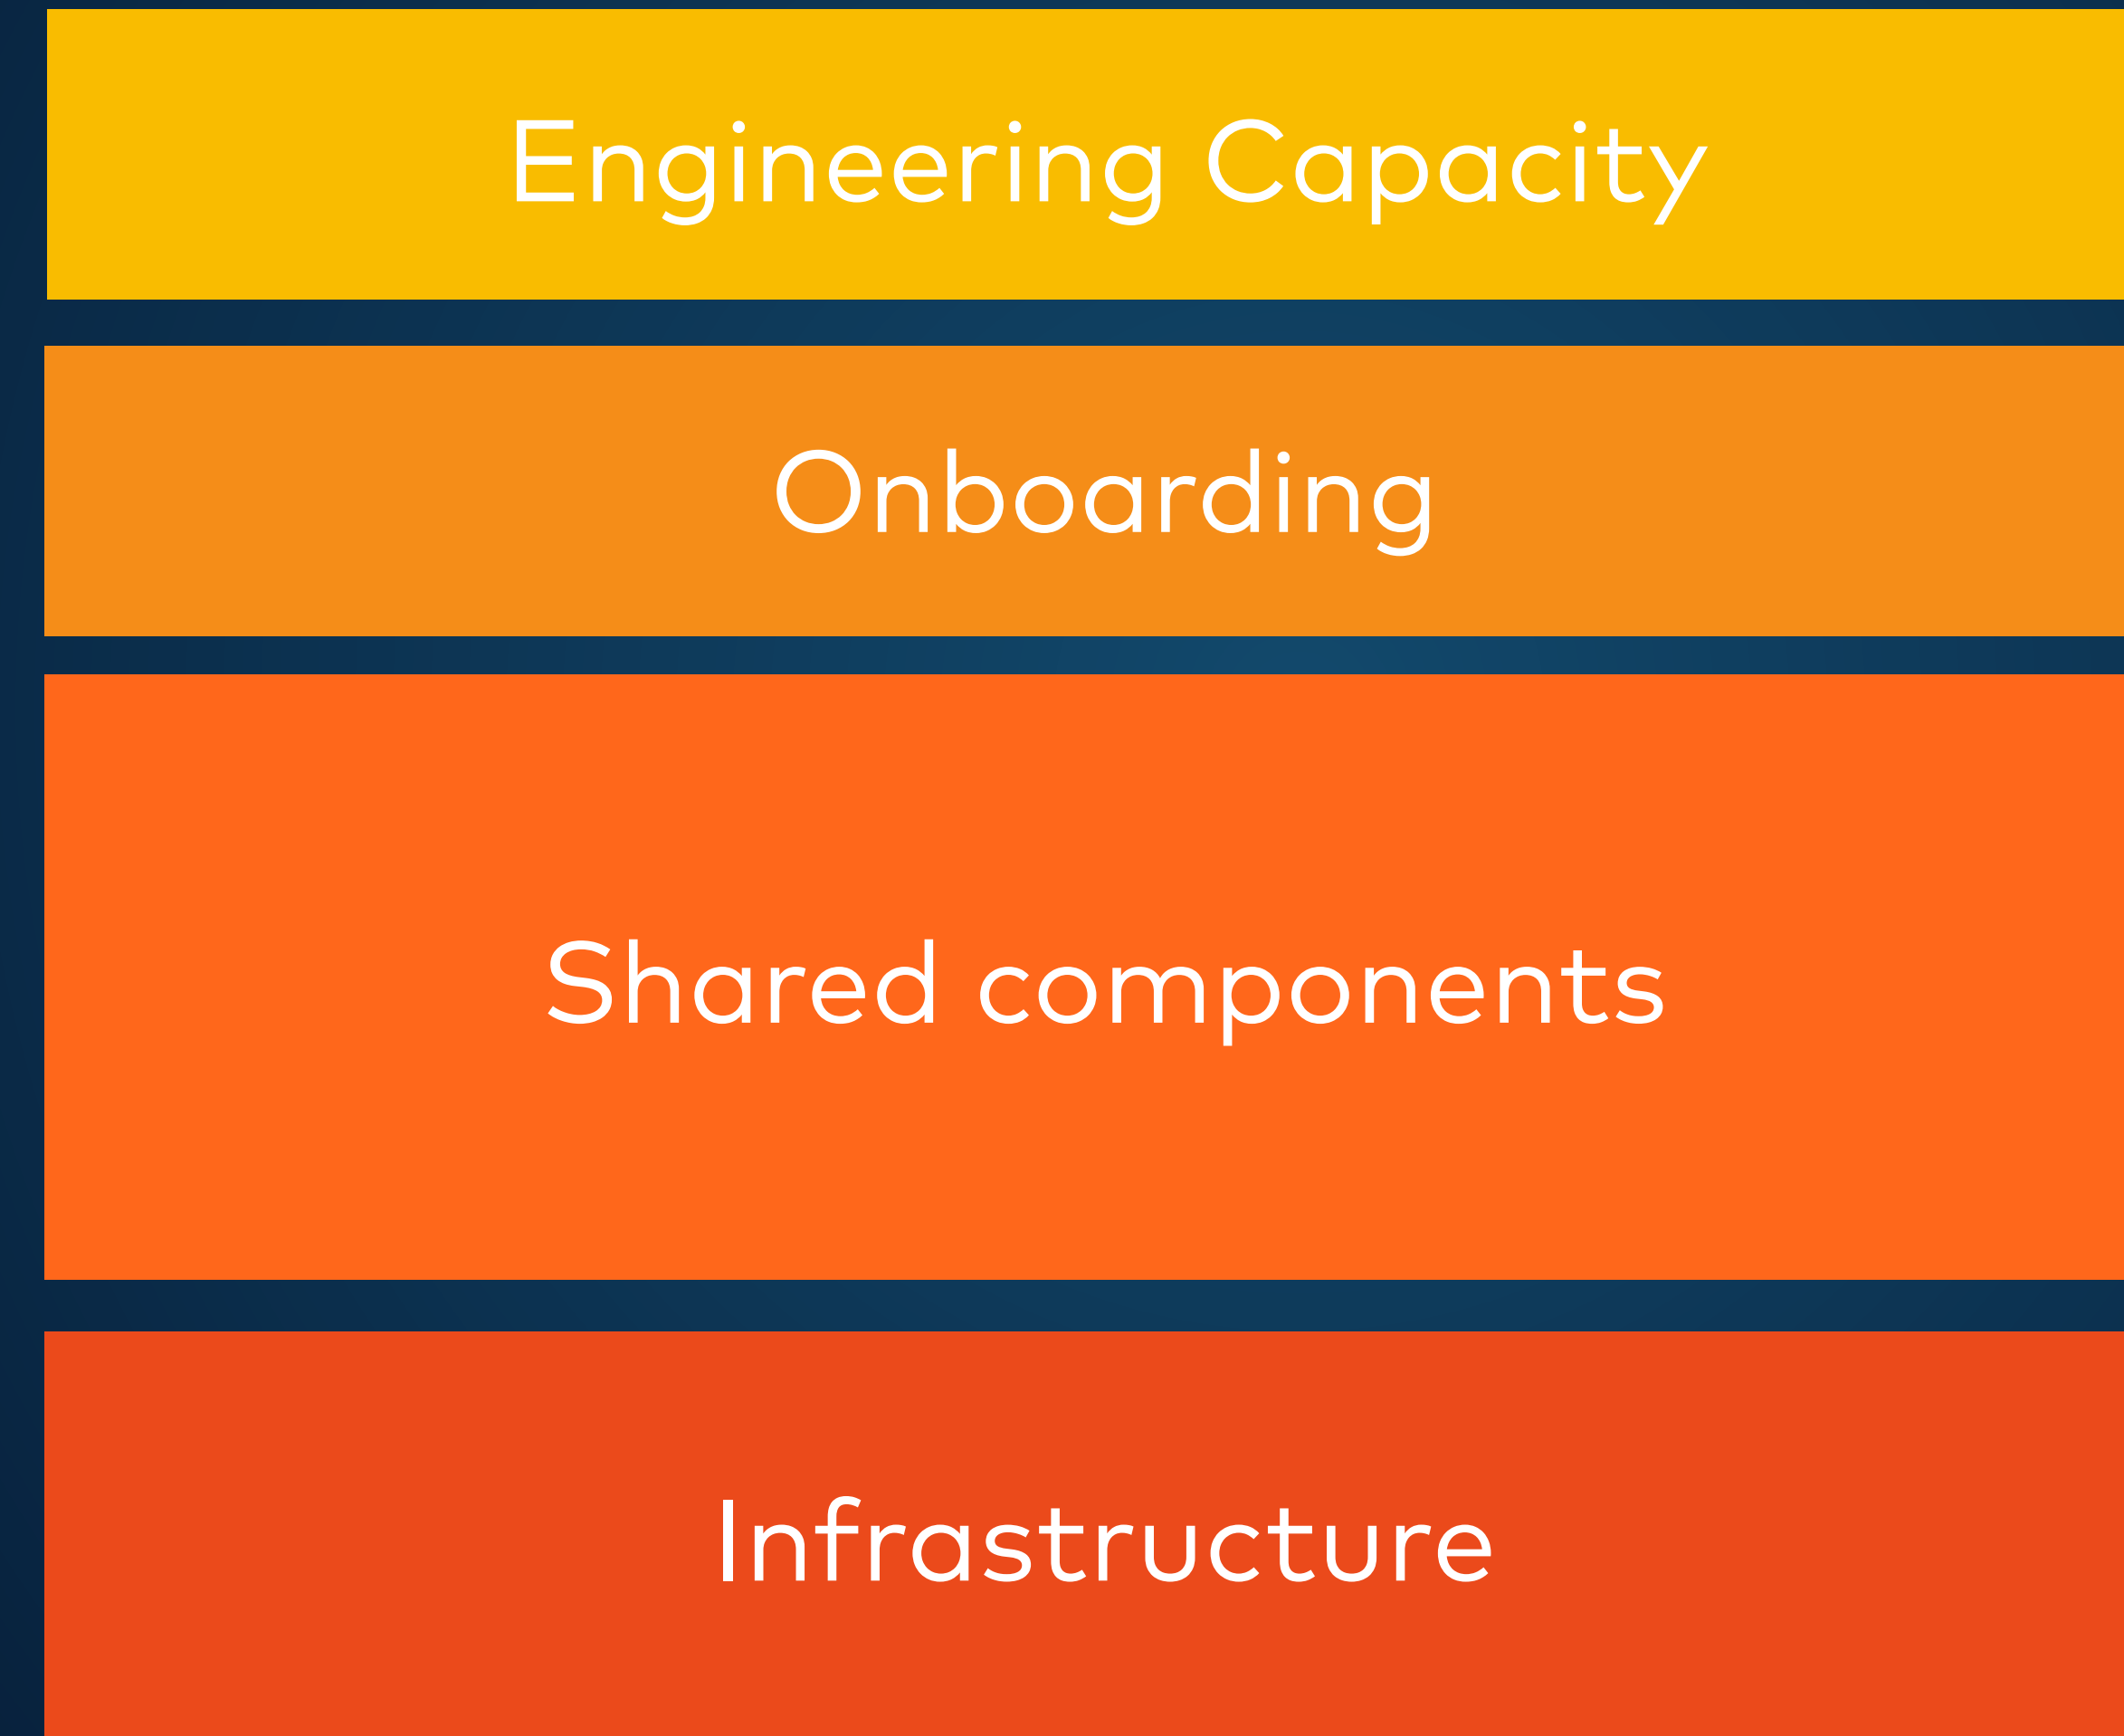 Engineering Capacity
Onboarding
Shared components
Infrastructure